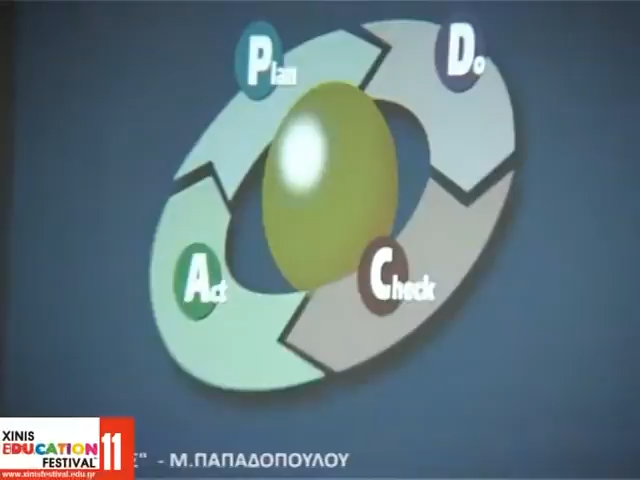 Plan
Do
Act
Check
XINIS
EDUCATION
FESTIVAL
11
www.xinisfestival.edu.gr
Σ" - Μ.ΠΑΠΑΔΟΠΟΥΛΟΥ